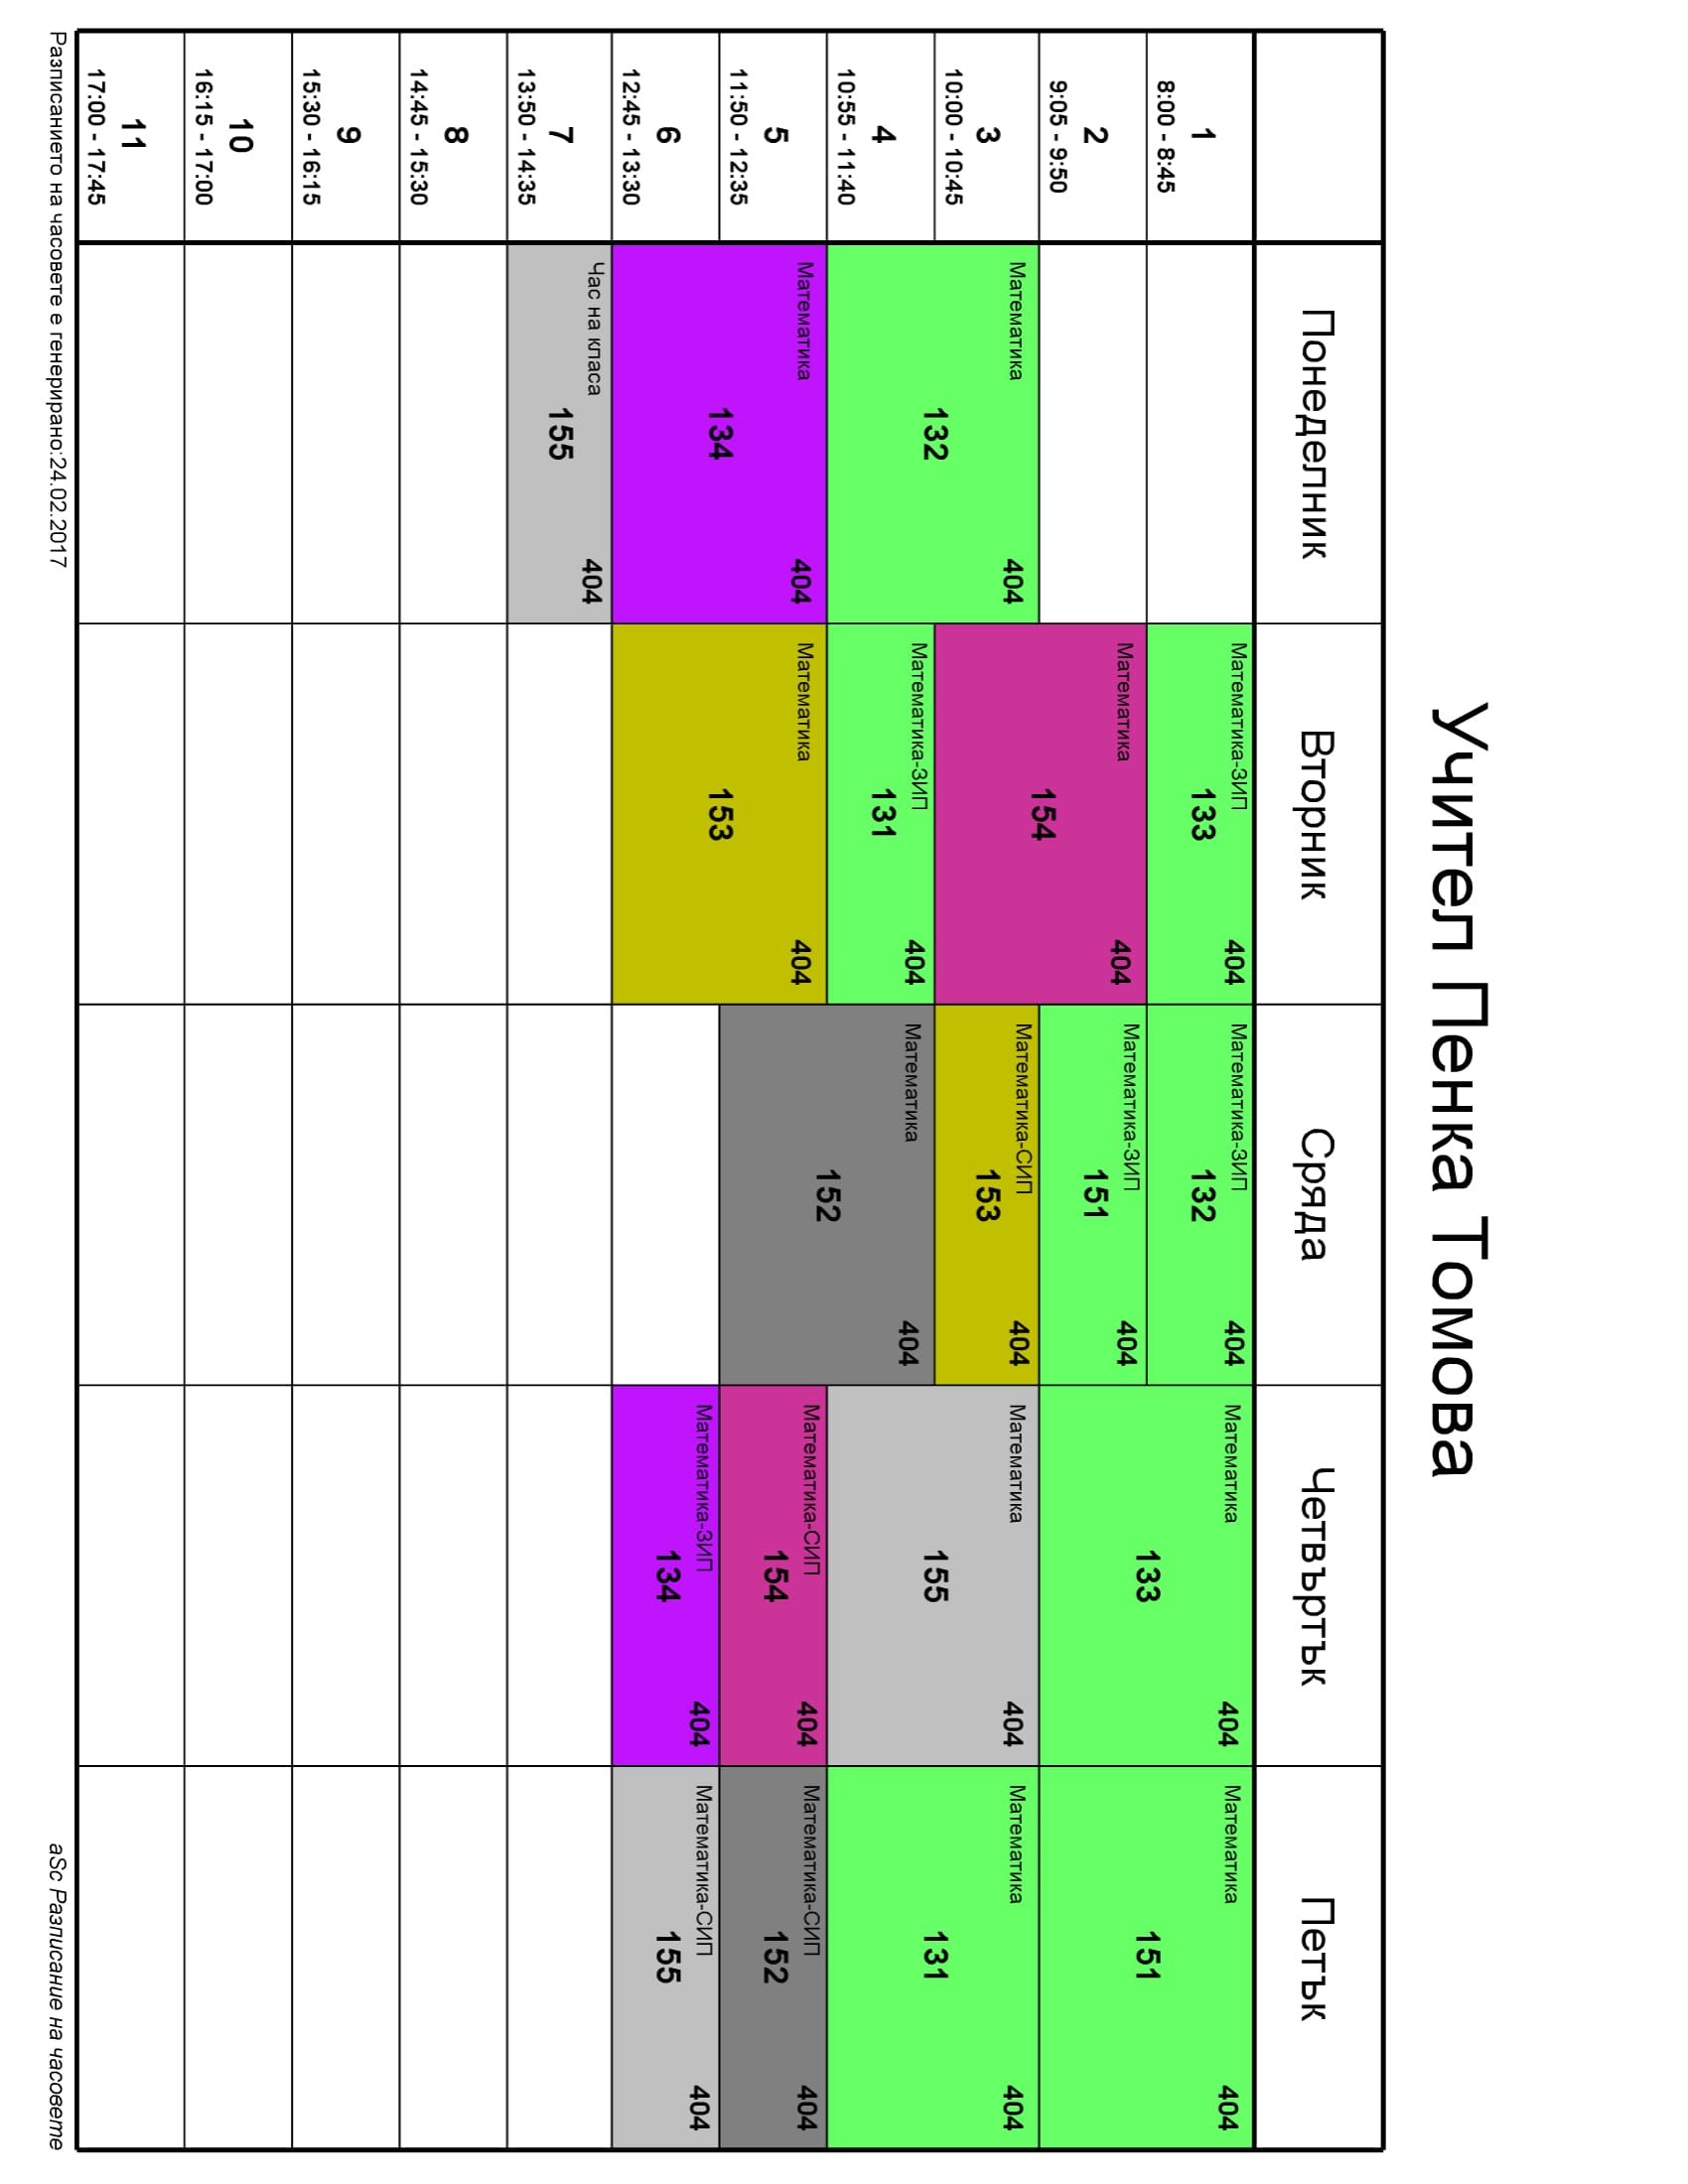 Учител Пенка Томова
Понеделник Вторник Сряда Четвъртък Петък
1
8:00 - 8:45
Математика-ЗИП 133 404
Математика-ЗИП 132 404
Математика 133 404
Математика 151 404
2
9:05 - 9:50
Математика 154 404
Математика-ЗИП 151 404
3
10:00 - 10:45
Математика 132 404
Математика-СИП 153 404
Математика 155 404
Математика 131 404
4
10:55 - 11:40
Математика-ЗИП 131 404
Математика 152 404
5
11:50 - 12:35
Математика 134 404
Математика 153 404
Математика-СИП 154 404
Математика-СИП 152 404
6
12:45 - 13:30
Математика-ЗИП 134 404
Математика-СИП 155 404
7
13:50 - 14:35
Час на класа 155 404
8
14:45 - 15:30
9
15:30 - 16:15
10
16:15 - 17:00
11
17:00 - 17:45
Разписанието на часовете е генерирано:24.02.2017
aSc Разписание на часовете